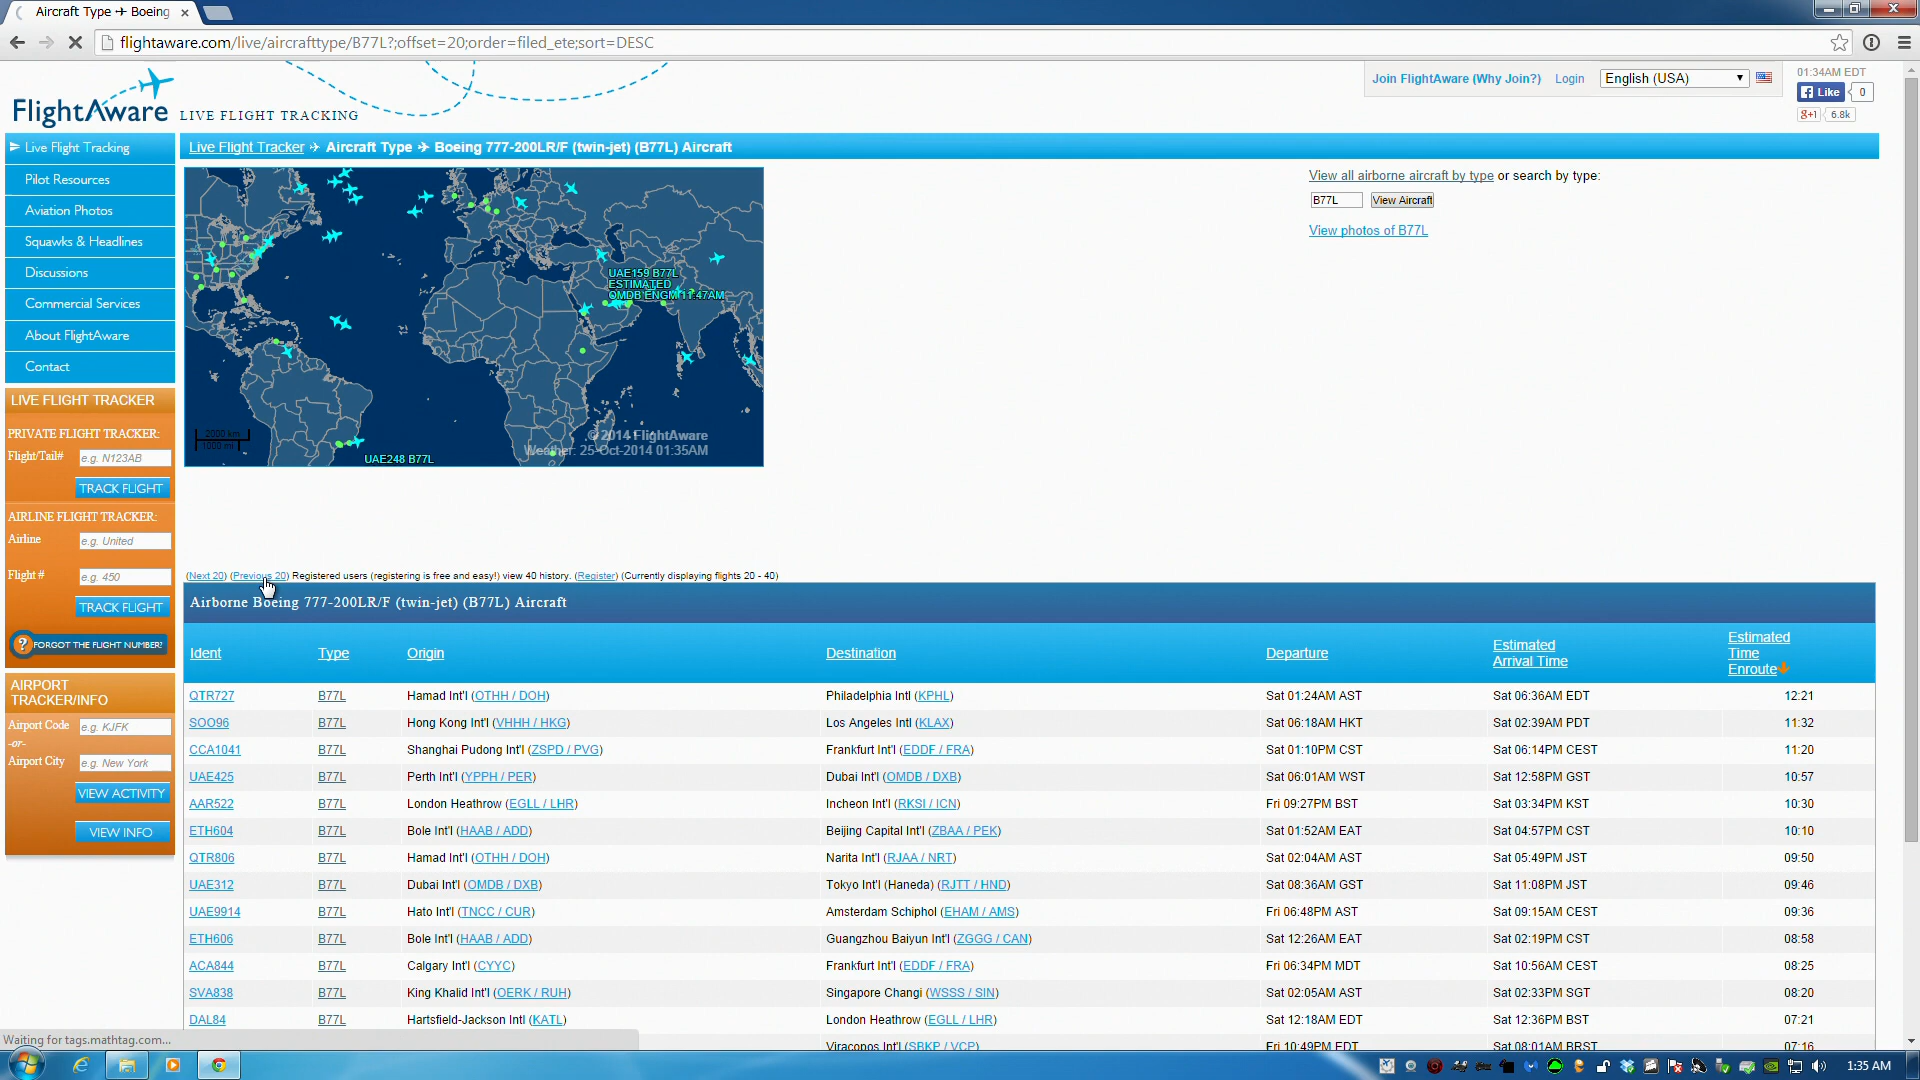 Aircraft Type ✈ Boeing
flightaware.com/live/aircrafttype/B77L?;offset=20;order=filed_ete;sort=DESC
FlightAware
LIVE FLIGHT TRACKING
Join FlightAware (Why Join?) Login English (USA)
01:34AM EDT
Like 0
g+1 6.8k
Live Flight Tracking
Pilot Resources
Aviation Photos
Squawks & Headlines
Discussions
Commercial Services
About FlightAware
Contact
Live Flight Tracker ✈ Aircraft Type ✈ Boeing 777-200LR/F (twin-jet) (B77L) Aircraft
UAE159 B77L
ESTIMATED
OMDB ENGM 11:47AM
2000 km
1000 mi
© 2014 FlightAware
Weather: 25-Oct-2014 01:35AM
UAE248 B77L
View all airborne aircraft by type or search by type:
B77L View Aircraft
View photos of B77L
LIVE FLIGHT TRACKER
PRIVATE FLIGHT TRACKER:
Flight/Tail# e.g. N123AB
TRACK FLIGHT
AIRLINE FLIGHT TRACKER:
Airline e.g. United
Flight # e.g. 450
TRACK FLIGHT
? FORGOT THE FLIGHT NUMBER?
AIRPORT
TRACKER/INFO
Airport Code e.g. KJFK
-or-
Airport City e.g. New York
VIEW ACTIVITY
VIEW INFO
(Next 20) (Previous 20) Registered users (registering is free and easy!) view 40 history. (Register) (Currently displaying flights 20 - 40)
Airborne Boeing 777-200LR/F (twin-jet) (B77L) Aircraft
Ident Type Origin Destination Departure Estimated Arrival Time Estimated Time Enroute
QTR727 B77L Hamad Int'l (OTHH / DOH) Philadelphia Intl (KPHL) Sat 01:24AM AST Sat 06:36AM EDT 12:21
SOO96 B77L Hong Kong Int'l (VHHH / HKG) Los Angeles Intl (KLAX) Sat 06:18AM HKT Sat 02:39AM PDT 11:32
CCA1041 B77L Shanghai Pudong Int'l (ZSPD / PVG) Frankfurt Int'l (EDDF / FRA) Sat 01:10PM CST Sat 06:14PM CEST 11:20
UAE425 B77L Perth Int'l (YPPH / PER) Dubai Int'l (OMDB / DXB) Sat 06:01AM WST Sat 12:58PM GST 10:57
AAR522 B77L London Heathrow (EGLL / LHR) Incheon Int'l (RKSI / ICN) Fri 09:27PM BST Sat 03:34PM KST 10:30
ETH604 B77L Bole Int'l (HAAB / ADD) Beijing Capital Int'l (ZBAA / PEK) Sat 01:52AM EAT Sat 04:57PM CST 10:10
QTR806 B77L Hamad Int'l (OTHH / DOH) Narita Int'l (RJAA / NRT) Sat 02:04AM AST Sat 05:49PM JST 09:50
UAE312 B77L Dubai Int'l (OMDB / DXB) Tokyo Int'l (Haneda) (RJTT / HND) Sat 08:36AM GST Sat 11:08PM JST 09:46
UAE9914 B77L Hato Int'l (TNCC / CUR) Amsterdam Schiphol (EHAM / AMS) Fri 06:48PM AST Sat 09:15AM CEST 09:36
ETH606 B77L Bole Int'l (HAAB / ADD) Guangzhou Baiyun Int'l (ZGGG / CAN) Sat 12:26AM EAT Sat 02:19PM CST 08:58
ACA844 B77L Calgary Int'l (CYYC) Frankfurt Int'l (EDDF / FRA) Fri 06:34PM MDT Sat 10:56AM CEST 08:25
SVA838 B77L King Khalid Int'l (OERK / RUH) Singapore Changi (WSSS / SIN) Sat 02:05AM AST Sat 02:33PM SGT 08:20
DAL84 B77L Hartsfield-Jackson Intl (KATL) London Heathrow (EGLL / LHR) Sat 12:18AM EDT Sat 12:36PM BST 07:21
Viracopos Int'l (SBKP / VCP) Fri 10:49PM EDT Sat 08:01AM BRST 07:16
Waiting for tags.mathtag.com...
1:35 AM